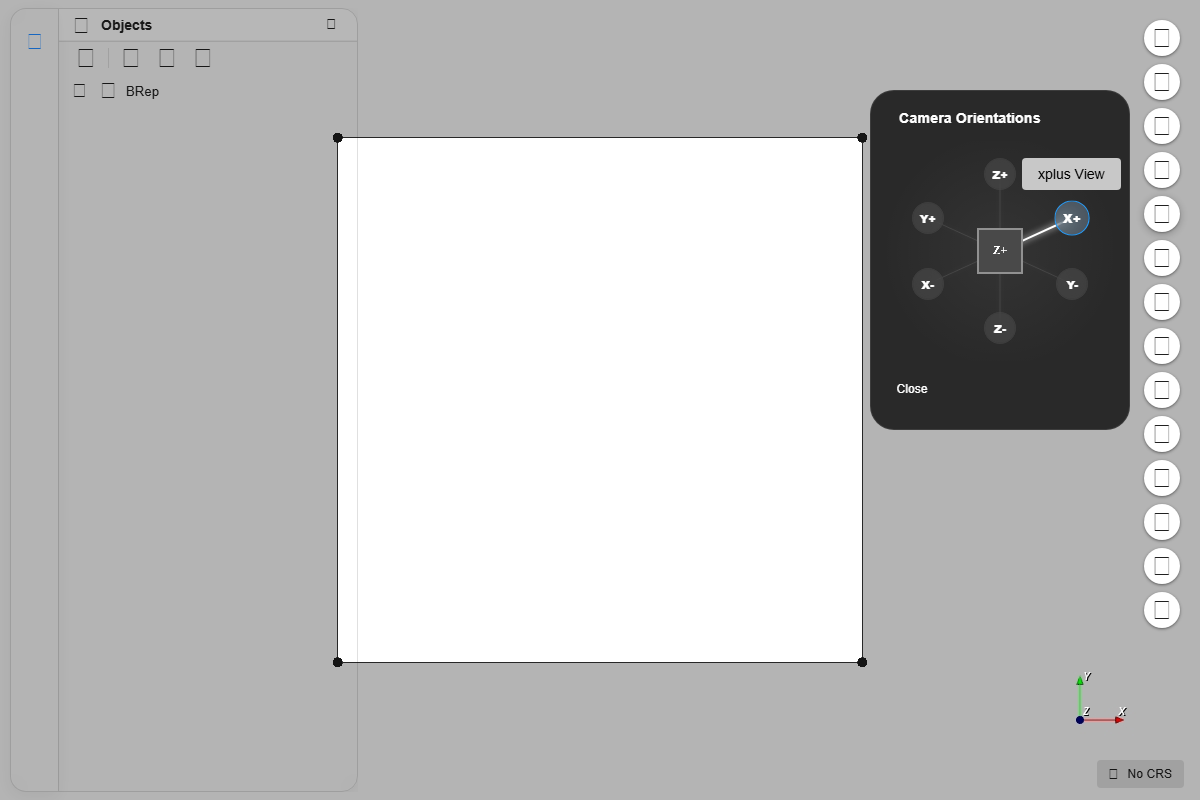 Objects
BRep
Camera Orientations
Z+
xplus View
Y+
X+
Z+
X-
Y-
Z-
Close
Y
Z
X
No CRS